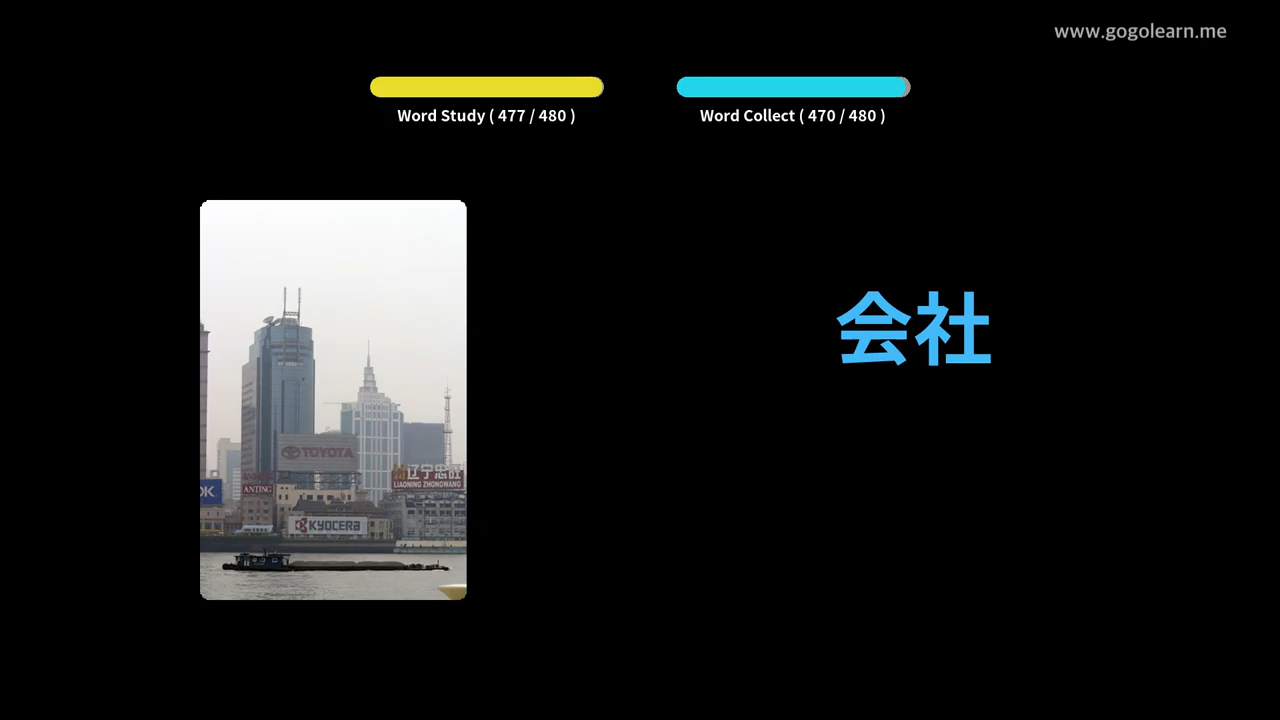 www.gogolearn.me
Word Study ( 477 / 480 )
Word Collect ( 470 / 480 )
会社
TOYOTA
辽宁忠旺
LIAONING ZHONGWANG
OK
ANTING
KYOCERA